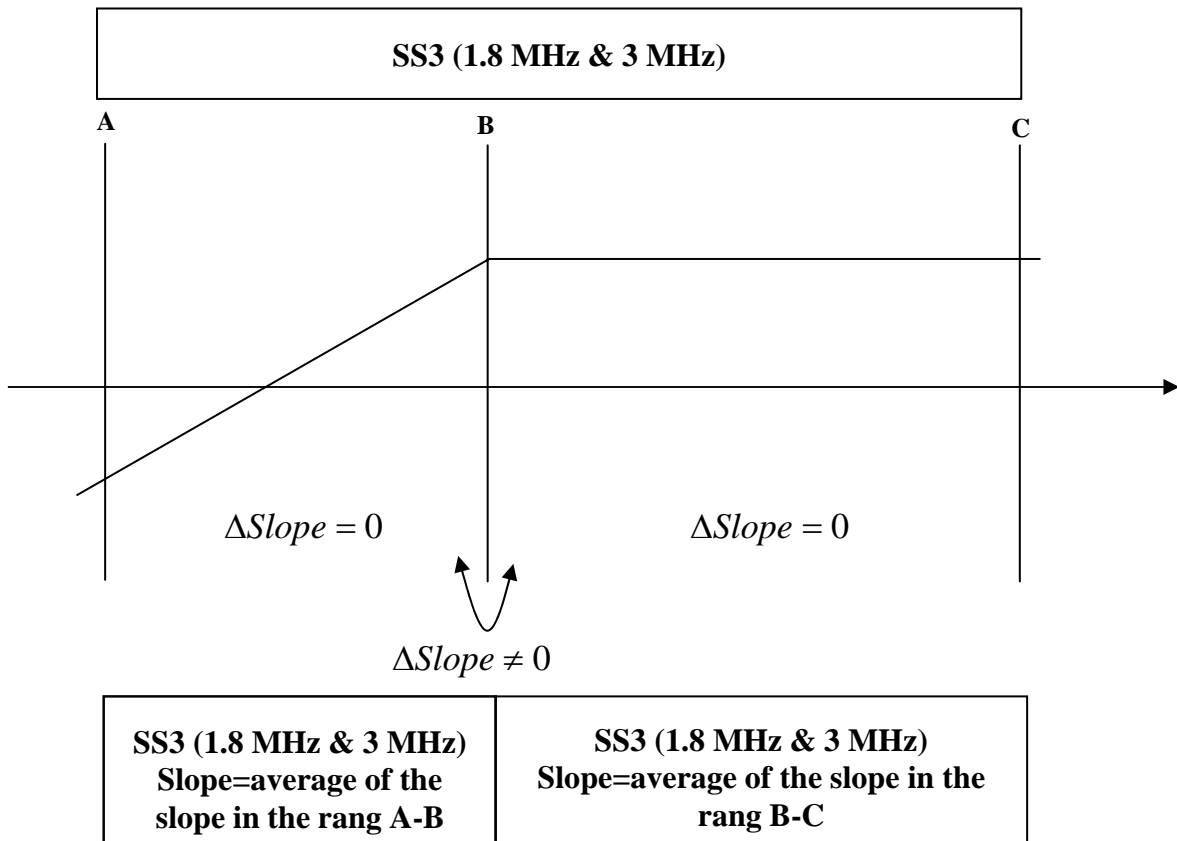 SS3 (1.8 MHz & 3 MHz)
A
B
C
ΔSlope = 0
ΔSlope = 0
ΔSlope ≠ 0
SS3 (1.8 MHz & 3 MHz)
Slope=average of the
slope in the rang A-B
SS3 (1.8 MHz & 3 MHz)
Slope=average of the slope in the
rang B-C